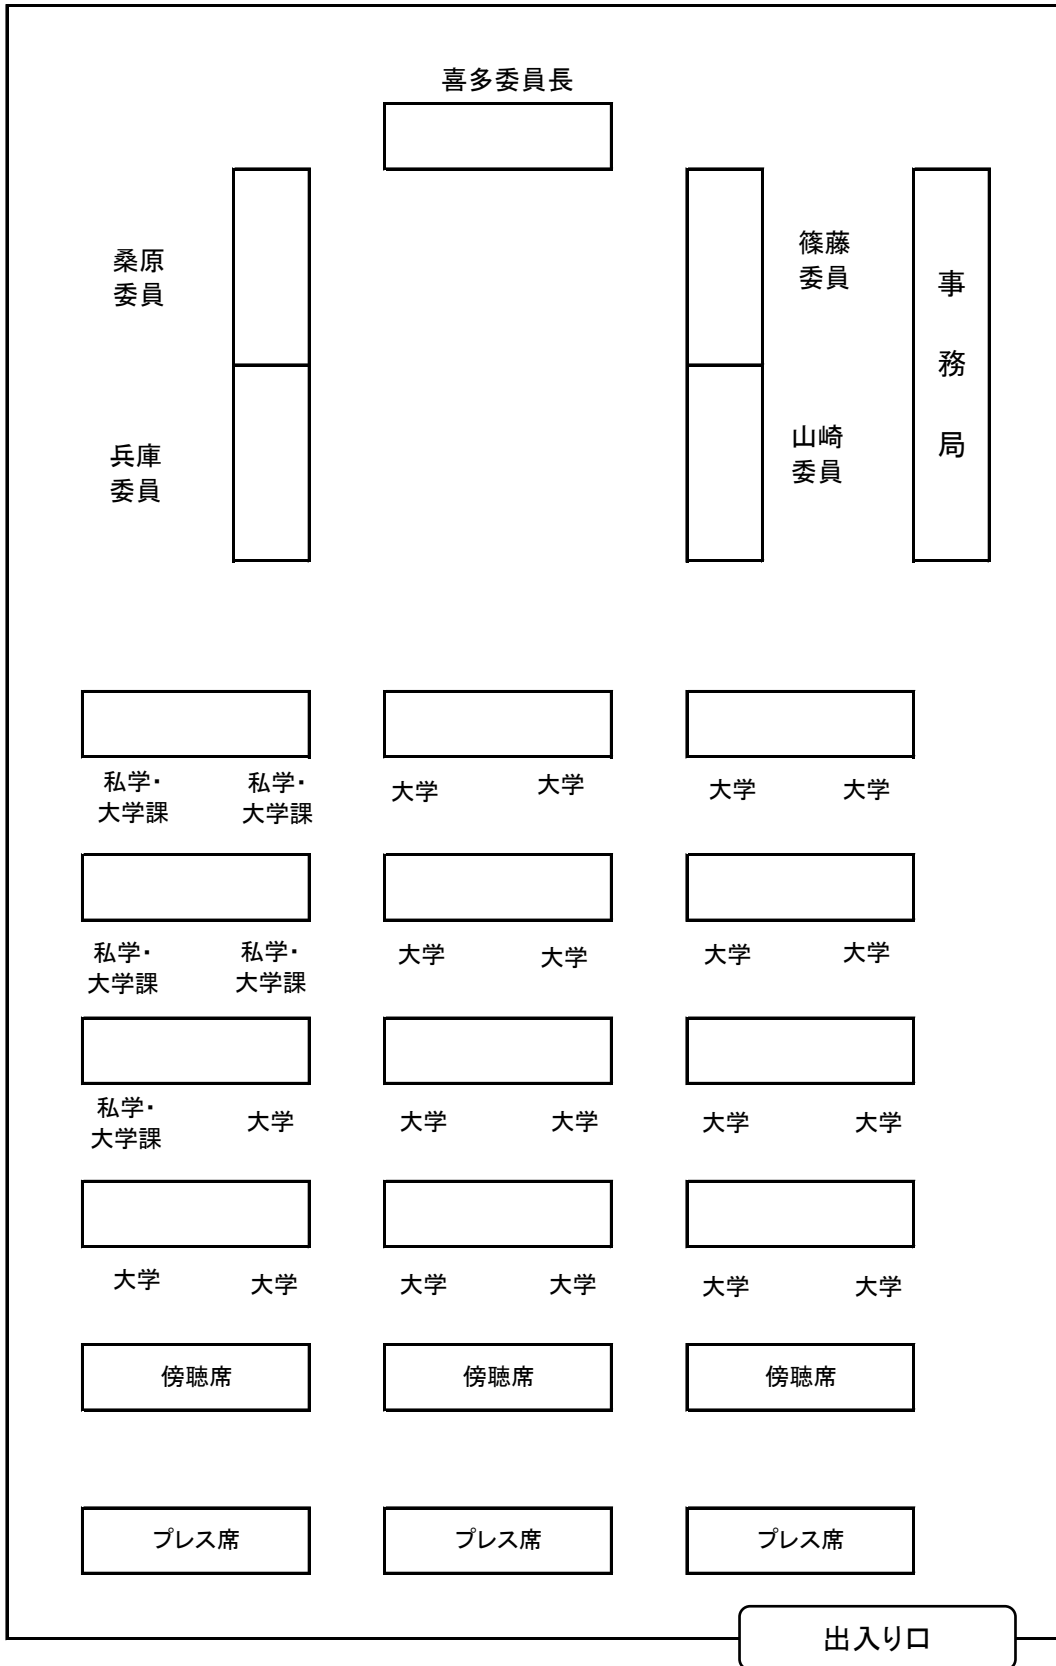 喜多委員長
桑原
委員
篠藤
委員
事
務
局
兵庫
委員
山崎
委員
私学・
大学課
私学・
大学課
大学
大学
大学
大学
私学・
大学課
私学・
大学課
大学
大学
大学
大学
私学・
大学課
大学
大学
大学
大学
大学
大学
大学
大学
大学
大学
大学
傍聴席
傍聴席
傍聴席
プレス席
プレス席
プレス席
出入り口